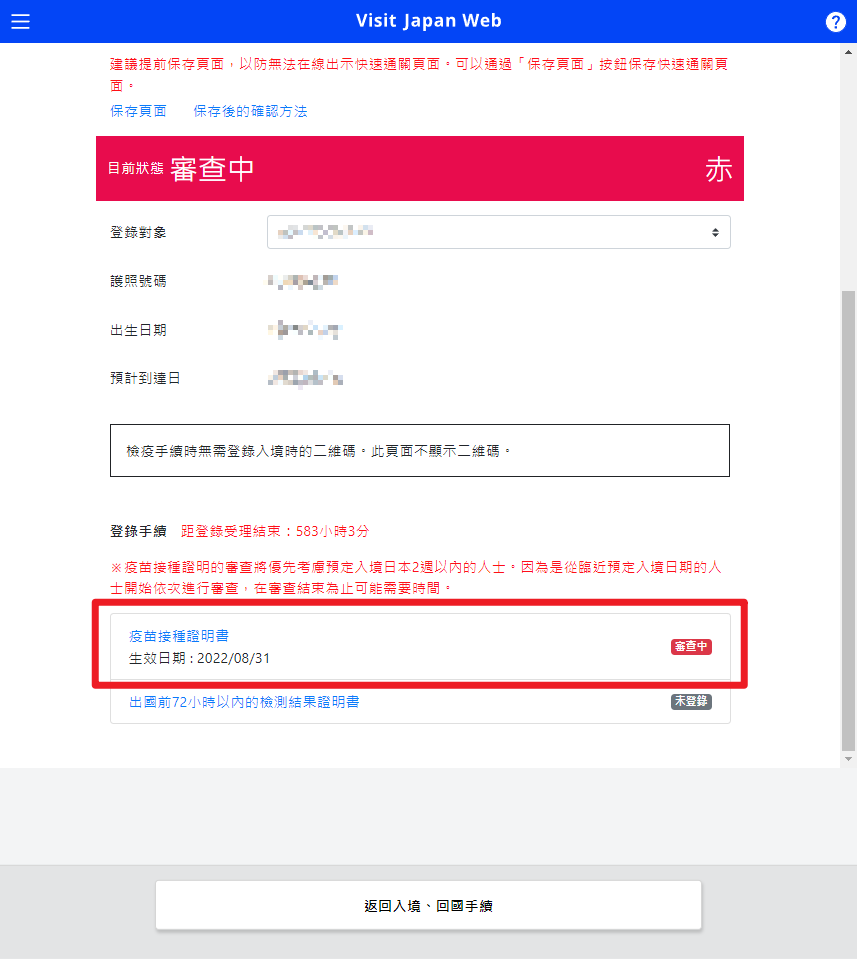 Visit Japan Web
?
建議提前保存頁面，以防無法在線出示快速通關頁面。可以通過「保存頁面」按鈕保存快速通關頁
面。
保存頁面 保存後的確認方法
目前狀態 審查中 赤
登錄對象
護照號碼
出生日期
預計到達日
檢疫手續時無需登錄入境時的二維碼。此頁面不顯示二維碼。
登錄手續 距登錄受理結束：583小時3分
※疫苗接種證明的審查將優先考慮預定入境日本2週以內的人士。因為是從臨近預定入境日期的人
士開始依次進行審查，在審查結束為止可能需要時間。
疫苗接種證明書
生效日期 : 2022/08/31
審查中
出國前72小時以內的檢測結果證明書 未登錄
返回入境、回國手續